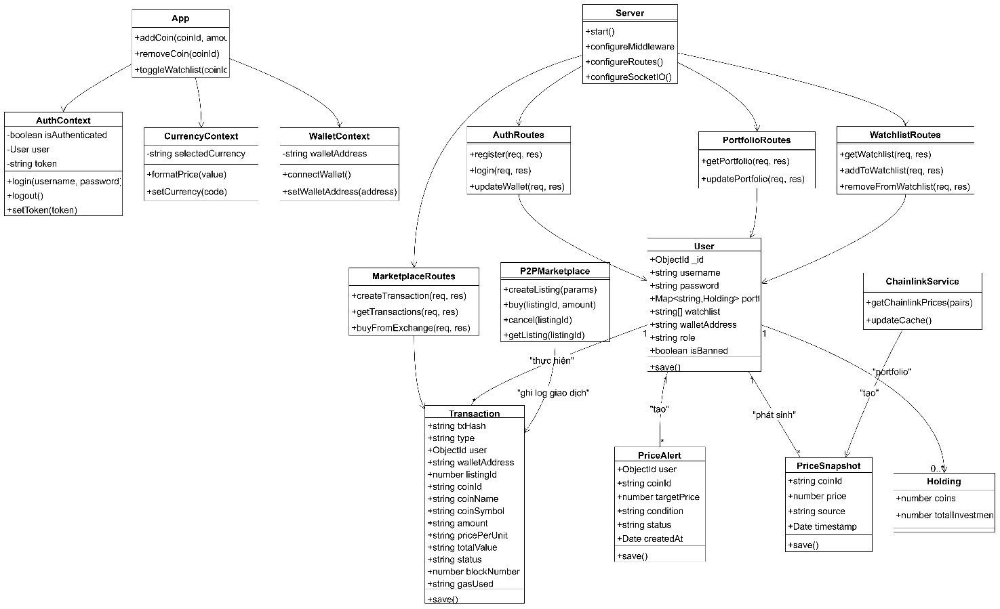 App
+addCoin(coinId, amou
+removeCoin(coinId)
+toggleWatchlist(coinId
Server
+start()
+configureMiddleware
+configureRoutes()
+configureSocketIO()
AuthContext
-boolean isAuthenticated
-User user
-string token
+login(username, password)
+logout()
+setToken(token)
CurrencyContext
-string selectedCurrency
+formatPrice(value)
+setCurrency(code)
WalletContext
-string walletAddress
+connectWallet()
+setWalletAddress(address)
AuthRoutes
+register(req, res)
+login(req, res)
+updateWallet(req, res)
PortfolioRoutes
+getPortfolio(req, res)
+updatePortfolio(req, res)
WatchlistRoutes
+getWatchlist(req, res)
+addToWatchlist(req, res)
+removeFromWatchlist(req, res)
MarketplaceRoutes
+createTransaction(req, res)
+getTransactions(req, res)
+buyFromExchange(req, res)
P2PMarketplace
+createListing(params)
+buy(listingId, amount)
+cancel(listingId)
+getListing(listingId)
User
+ObjectId _id
+string username
+string password
+Map<string,Holding> portf
+string[] watchlist
+string walletAddress
+string role
+boolean isBanned
+save()
ChainlinkService
+getChainlinkPrices(pairs)
+updateCache()
1
1
"thực hiện"
"portfolio"
1
1
"ghi log giao dịch"
"tạo"
*
"tạo"
"phát sinh"
*
*
0..*
Transaction
+string txHash
+string type
+ObjectId user
+string walletAddress
+number listingId
+string coinId
+string coinName
+string coinSymbol
+string amount
+string pricePerUnit
+string totalValue
+string status
+number blockNumber
+string gasUsed
+save()
PriceAlert
+ObjectId user
+string coinId
+number targetPrice
+string condition
+string status
+Date createdAt
+save()
PriceSnapshot
+string coinId
+number price
+string source
+Date timestamp
+save()
Holding
+number coins
+number totalInvestmen